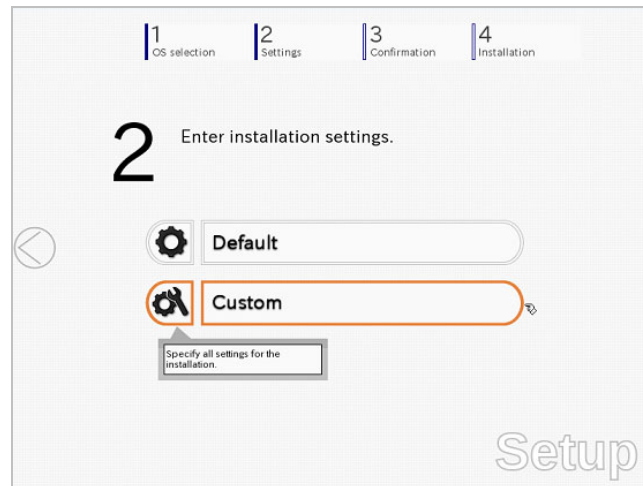 1
OS selection
2
Settings
3
Confirmation
4
Installation
2
Enter installation settings.
Default
Custom
Specify all settings for the
installation.
Setup